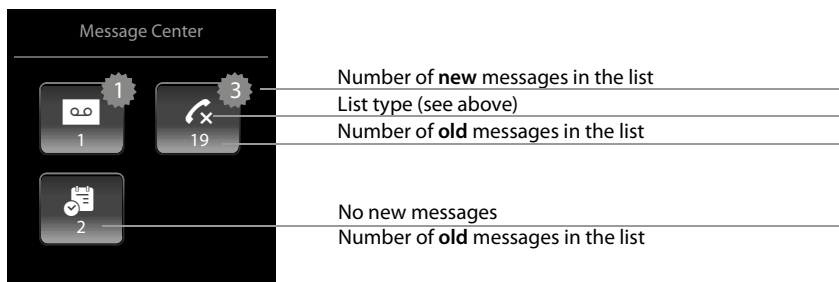 Message Center
1
3
1
19
2
Number of new messages in the list
List type (see above)
Number of old messages in the list
No new messages
Number of old messages in the list